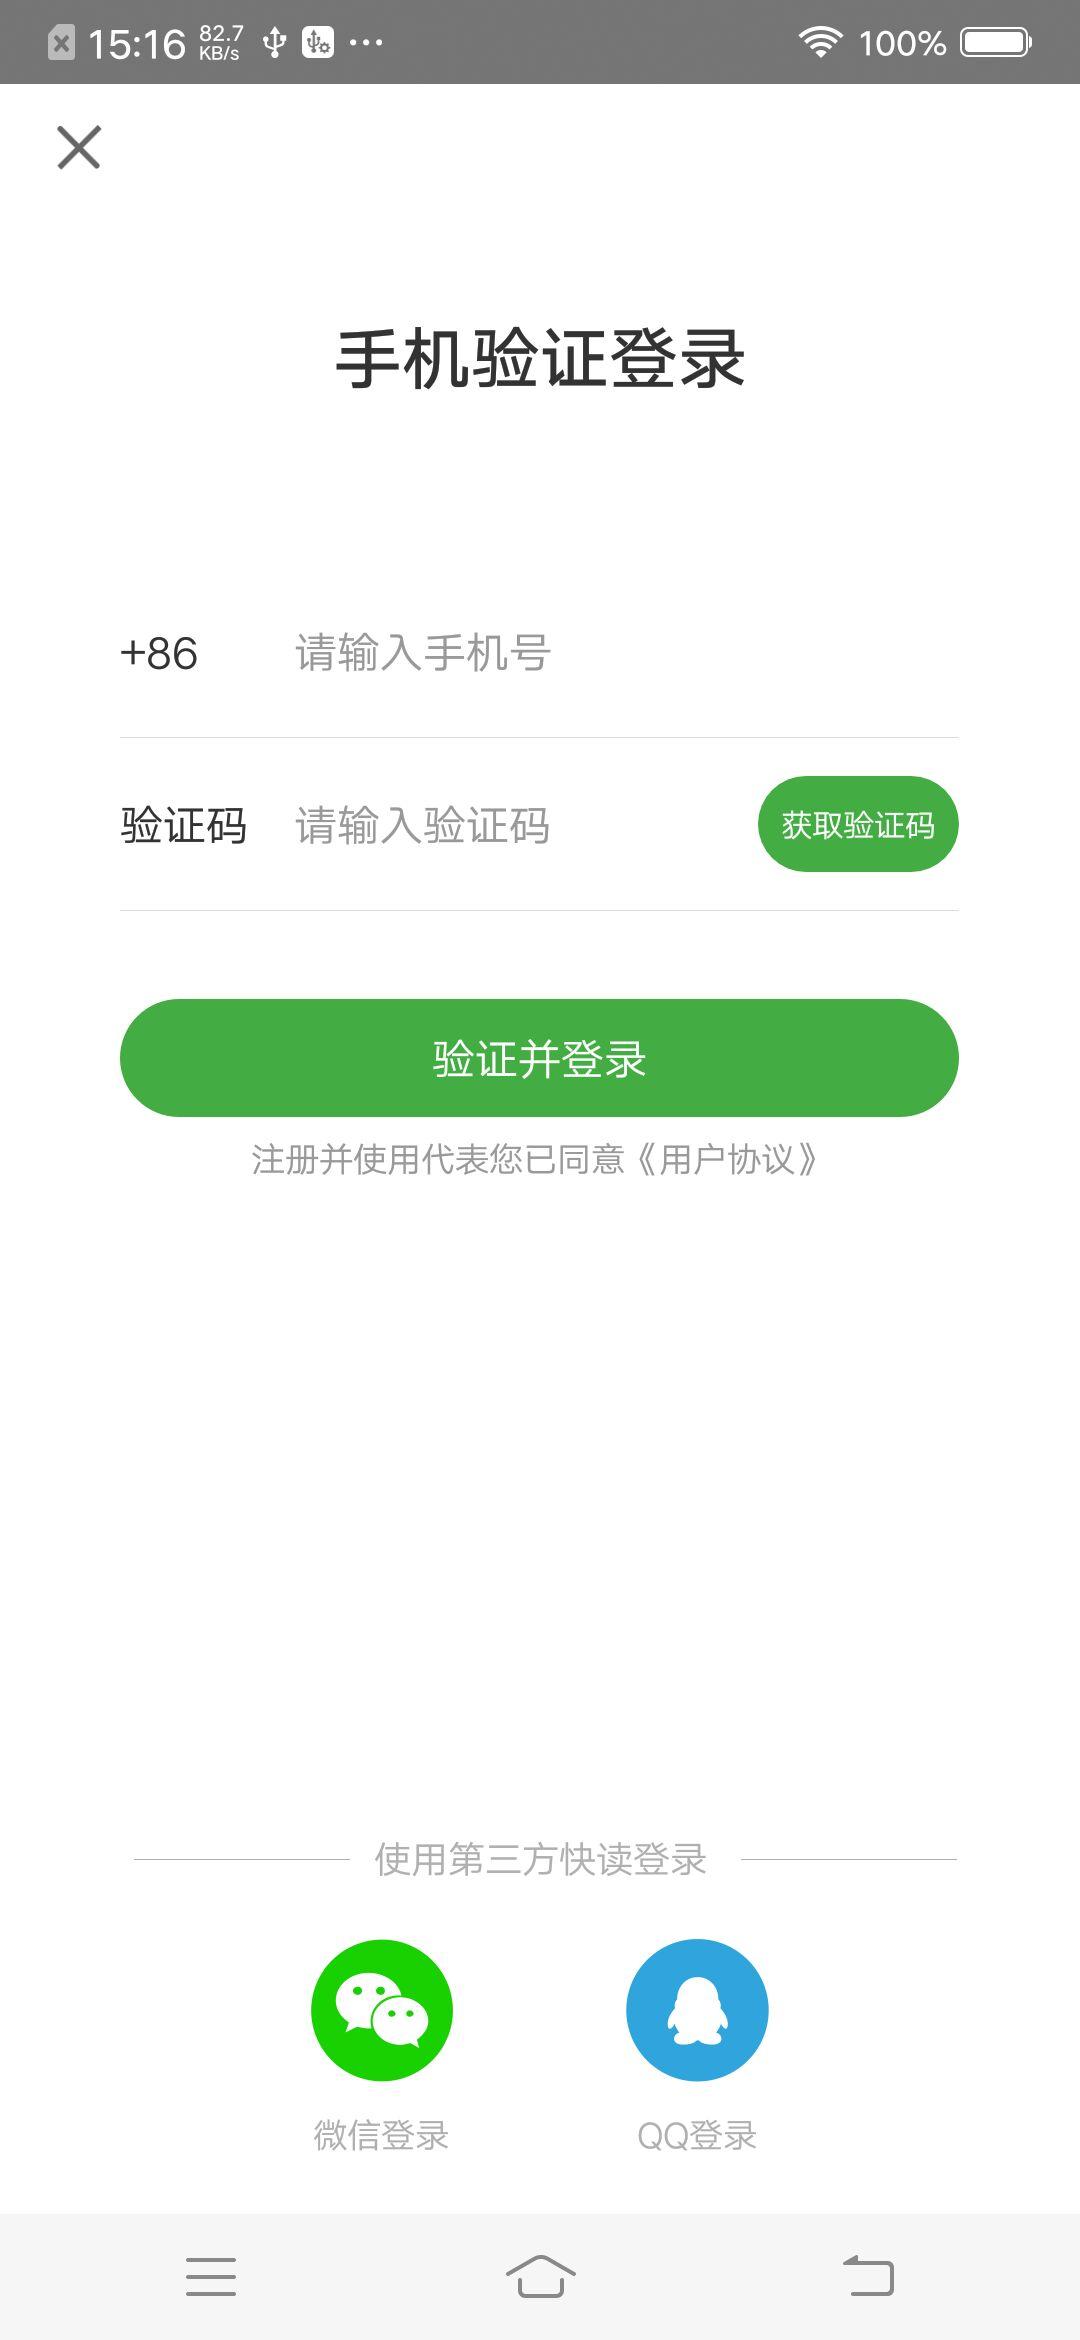 15:16 82.7 KB/s 100%
手机验证登录
+86 请输入手机号
验证码 请输入验证码 获取验证码
验证并登录
注册并使用代表您已同意《用户协议》
使用第三方快读登录
微信登录 QQ登录